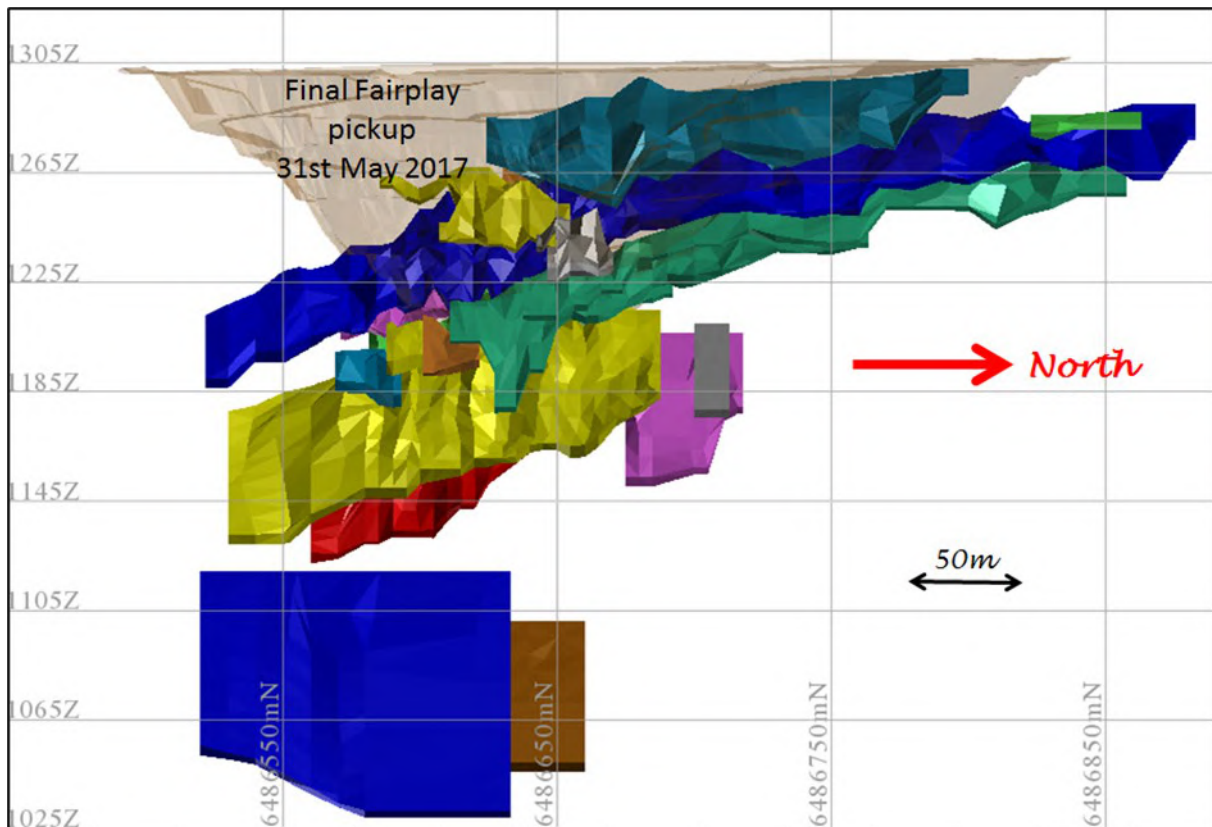 1305Z
Final Fairplay
pickup
31st May 2017
1265Z
1225Z
1185Z
North
1145Z
50m
1105Z
1065Z
6486550mN
6486650mN
6486750mN
6486850mN
1025Z